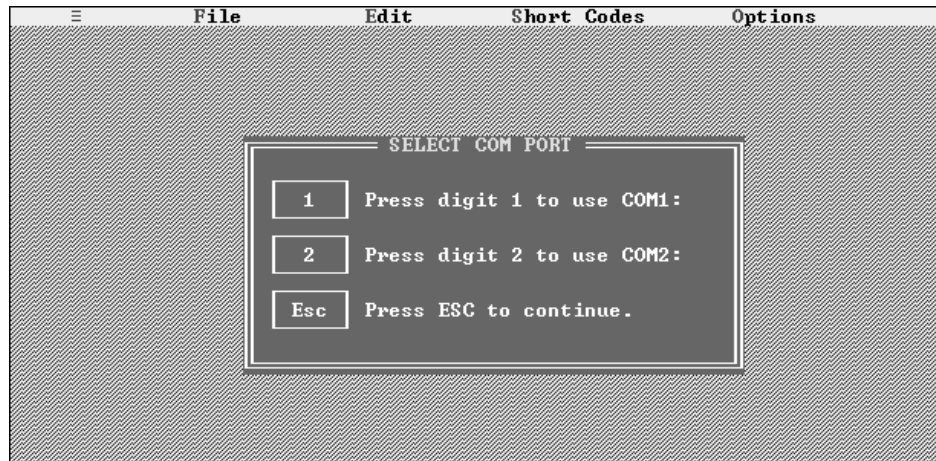 ≡ File Edit Short Codes Options
SELECT COM PORT
1 Press digit 1 to use COM1:
2 Press digit 2 to use COM2:
Esc Press ESC to continue.